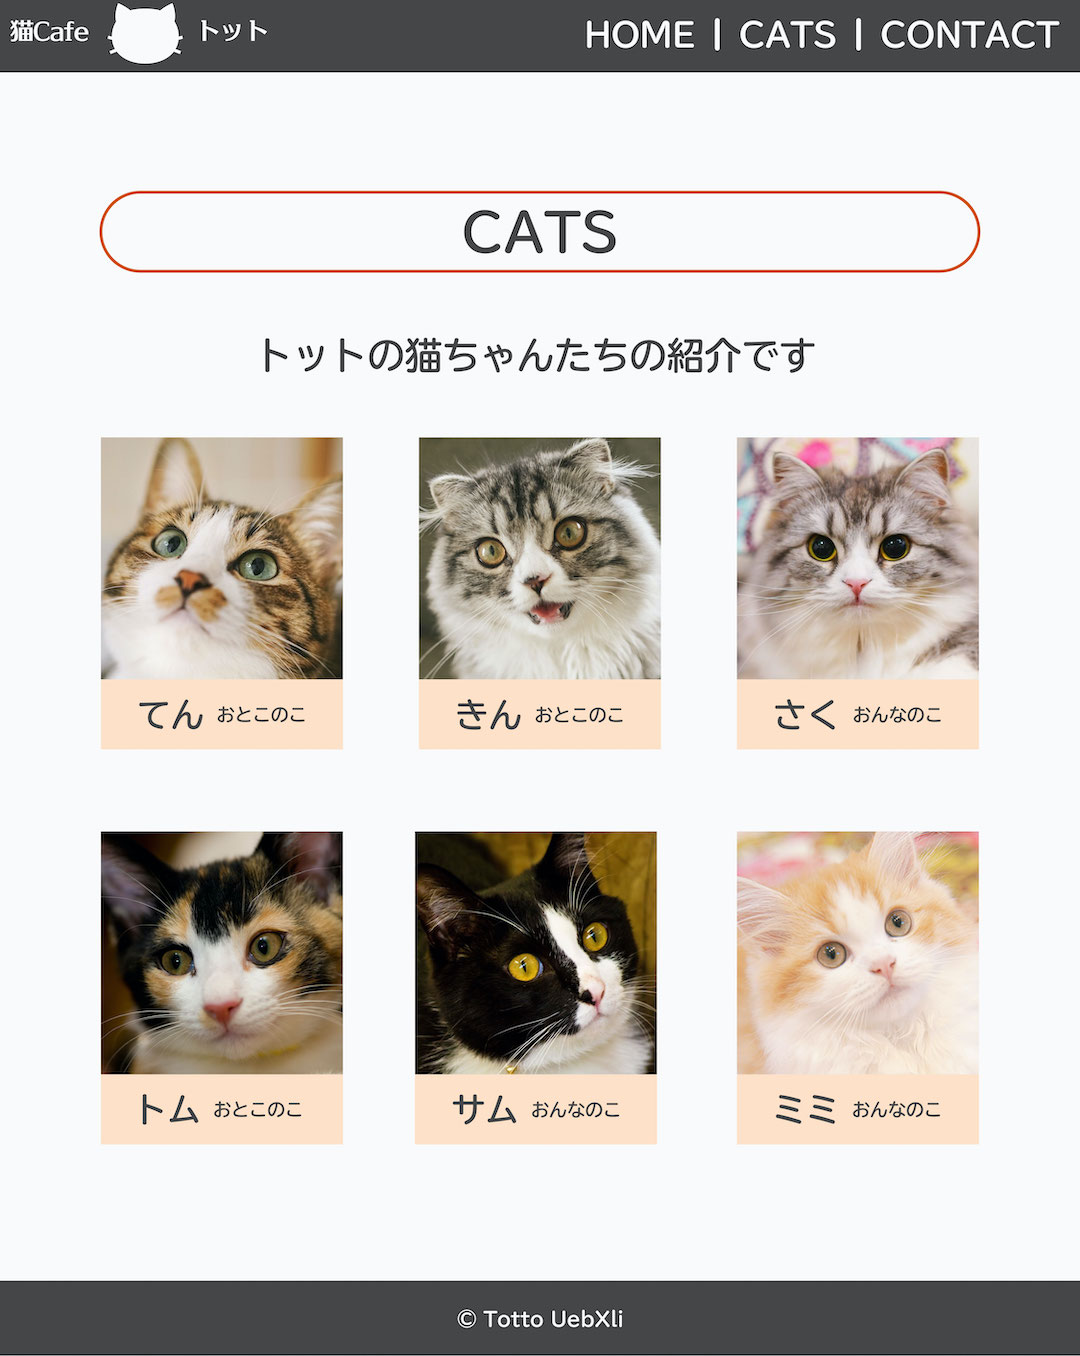 猫Cafe トット HOME | CATS | CONTACT
CATS
トットの猫ちゃんたちの紹介です
てん おとこのこ
きん おとこのこ
さく おんなのこ
トム おとこのこ
サム おんなのこ
ミミ おんなのこ
© Totto UebXli